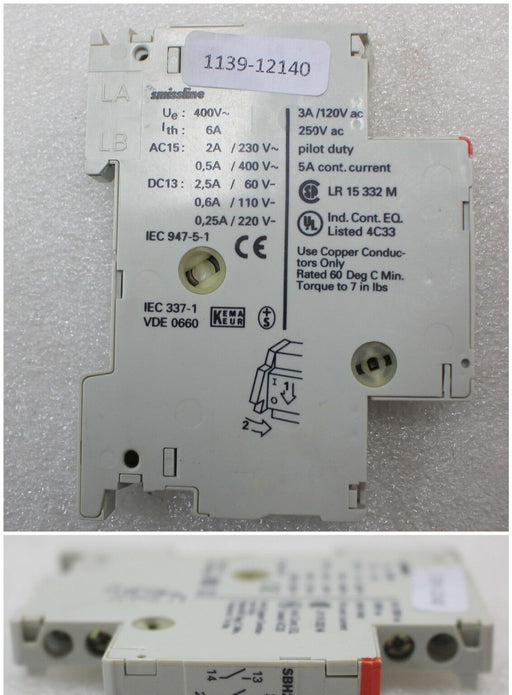 1139-12140
LA
LB
smissline
Ue: 400V~
Ith: 6A
AC15: 2A / 230 V~
0,5A / 400 V~
DC13: 2,5A / 60 V-
0,6A / 110 V-
0,25A / 220 V-
IEC 947-5-1
CE
IEC 337-1
VDE 0660
KEMA
KEUR
+
S
3A /120V ac
250V ac
pilot duty
5A cont. current
LR 15 332 M
UL
Ind. Cont. EQ.
Listed 4C33
Use Copper Conduc-
tors Only
Rated 60 Deg C Min.
Torque to 7 in lbs
I
1
O
2
14
13
SBH